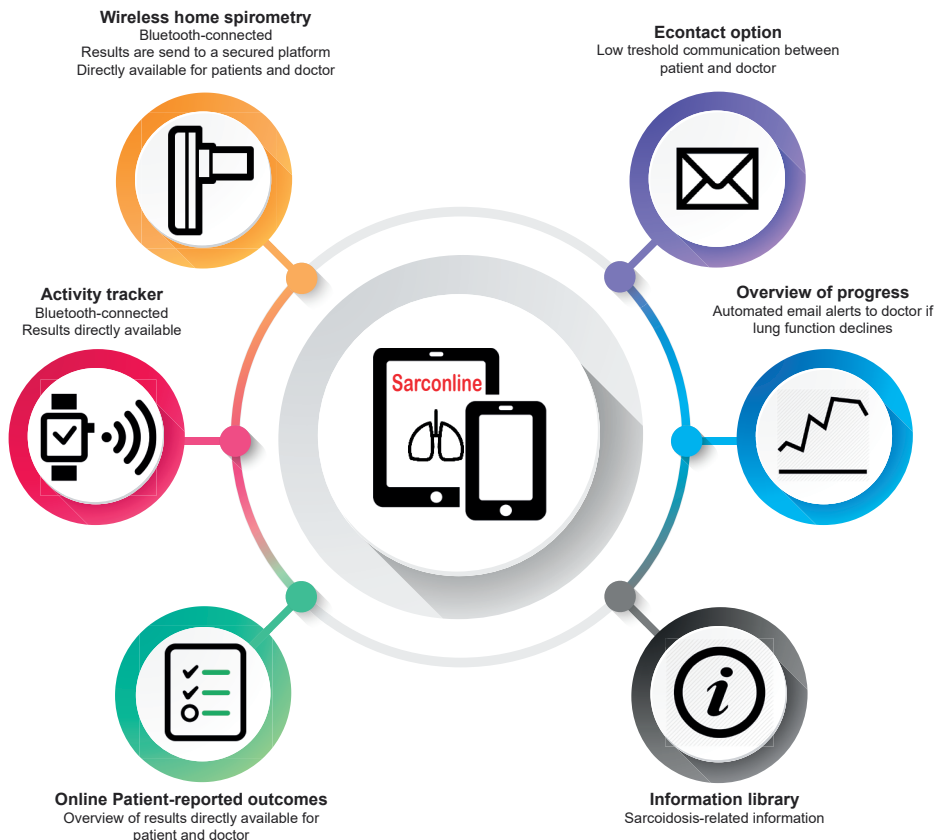 Wireless home spirometry
Bluetooth-connected
Results are send to a secured platform
Directly available for patients and doctor
Econtact option
Low treshold communication between
patient and doctor
Activity tracker
Bluetooth-connected
Results directly available
Overview of progress
Automated email alerts to doctor if
lung function declines
Sarconline
Online Patient-reported outcomes
Overview of results directly available for
patient and doctor
Information library
Sarcoidosis-related information